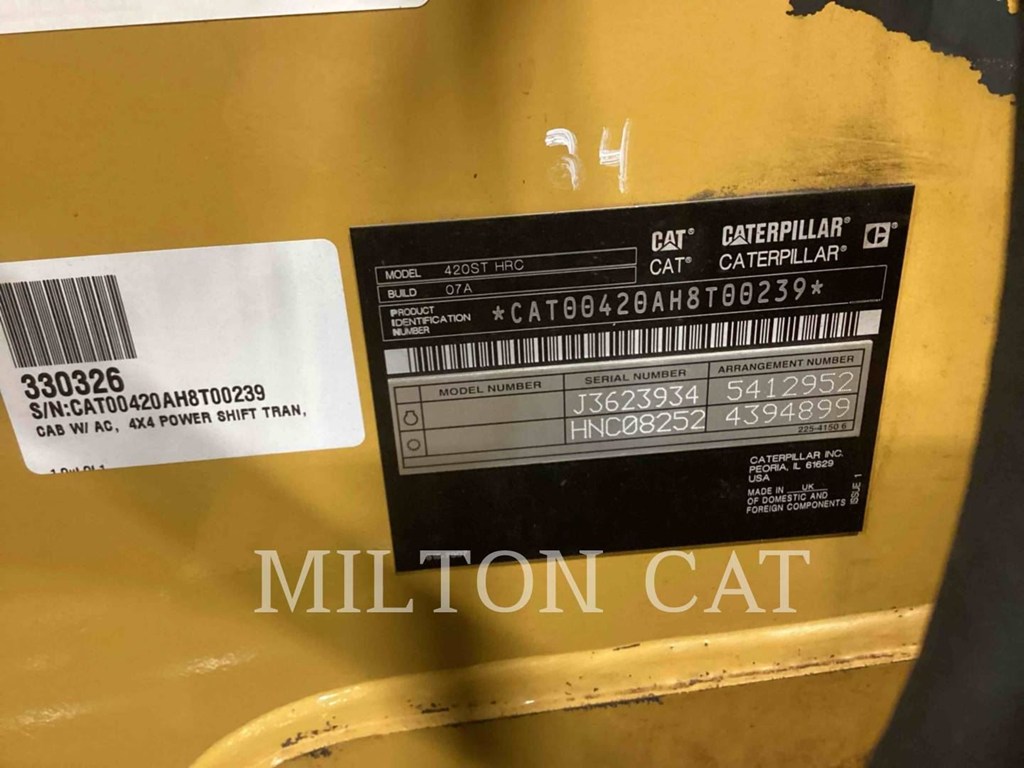 34
CAT® CATERPILLAR®
CAT® CATERPILLAR®
MODEL 420ST HRC
BUILD 07A
PRODUCT IDENTIFICATION NUMBER *CAT00420AH8T00239*
MODEL NUMBER SERIAL NUMBER ARRANGEMENT NUMBER
J3623934 5412952
HNC08252 4394899
225-4150 6
CATERPILLAR INC.
PEORIA, IL 61629
USA
MADE IN UK
OF DOMESTIC AND
FOREIGN COMPONENTS
ISSUE 1
330326
S/N:CAT00420AH8T00239
CAB W/ AC, 4X4 POWER SHIFT TRAN,
MILTON CAT